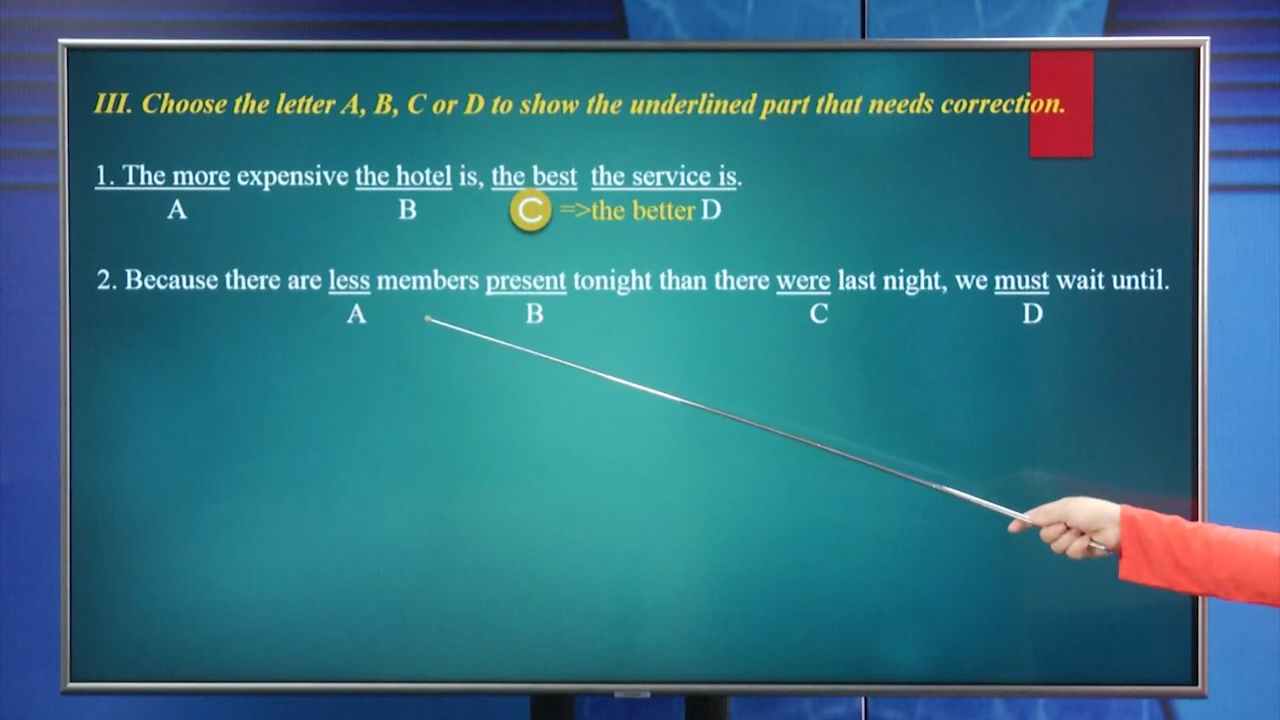 III. Choose the letter A, B, C or D to show the underlined part that needs correction.
1. The more expensive the hotel is, the best the service is.
A B C =>the better D
2. Because there are less members present tonight than there were last night, we must wait until.
A B C D